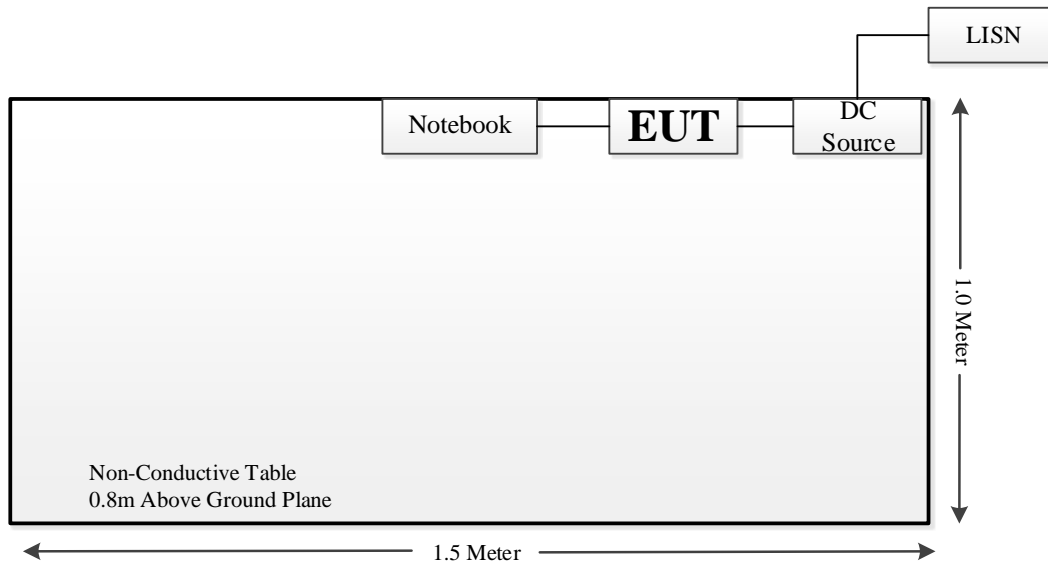 LISN
Notebook
EUT
DC
Source
1.0 Meter
Non-Conductive Table
0.8m Above Ground Plane
1.5 Meter